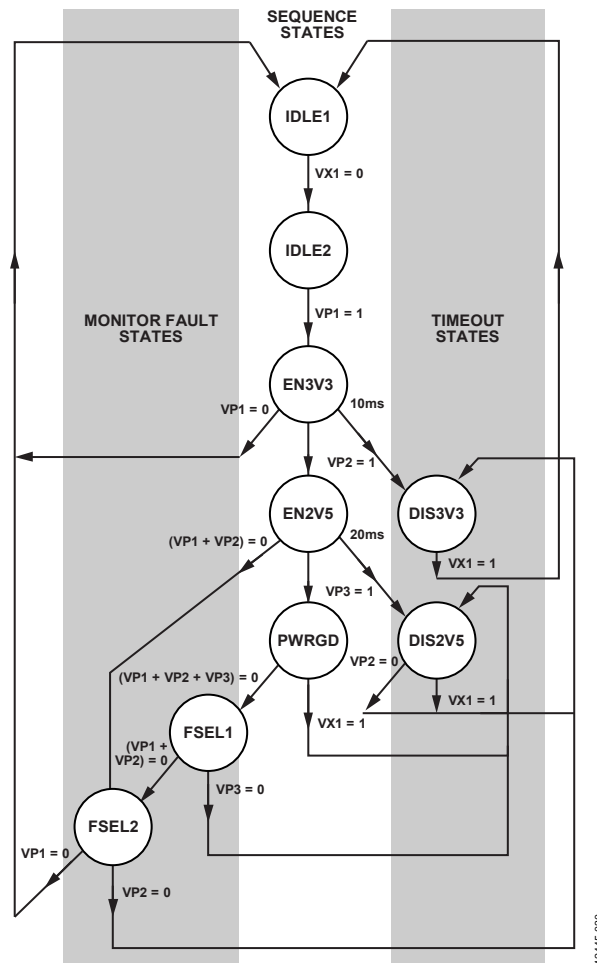 SEQUENCE
STATES
IDLE1
VX1 = 0
IDLE2
MONITOR FAULT
STATES
VP1 = 1
TIMEOUT
STATES
EN3V3
VP1 = 0
10ms
VP2 = 1
EN2V5
DIS3V3
(VP1 + VP2) = 0
20ms
VX1 = 1
VP3 = 1
PWRGD
DIS2V5
VP2 = 0
(VP1 + VP2 + VP3) = 0
VX1 = 1
VX1 = 1
FSEL1
(VP1 +
VP2) = 0
VP3 = 0
FSEL2
VP1 = 0
VP2 = 0